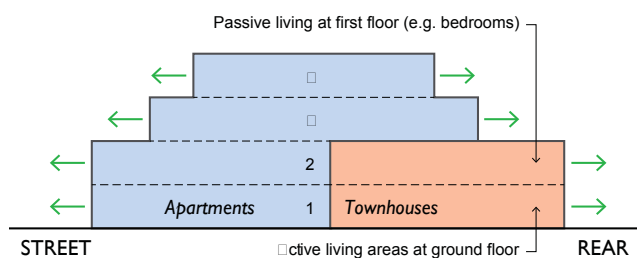 Passive living at first floor (e.g. bedrooms)
□
□
2
Apartments 1 Townhouses
STREET □ctive living areas at ground floor REAR